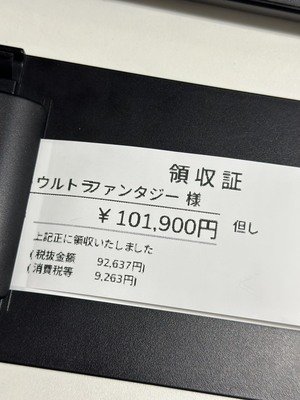 領収証
ウルトラファンタジー 様
￥101,900円 但し
上記正に領収いたしました
(税抜金額 92,637円)
(消費税等 9,263円)